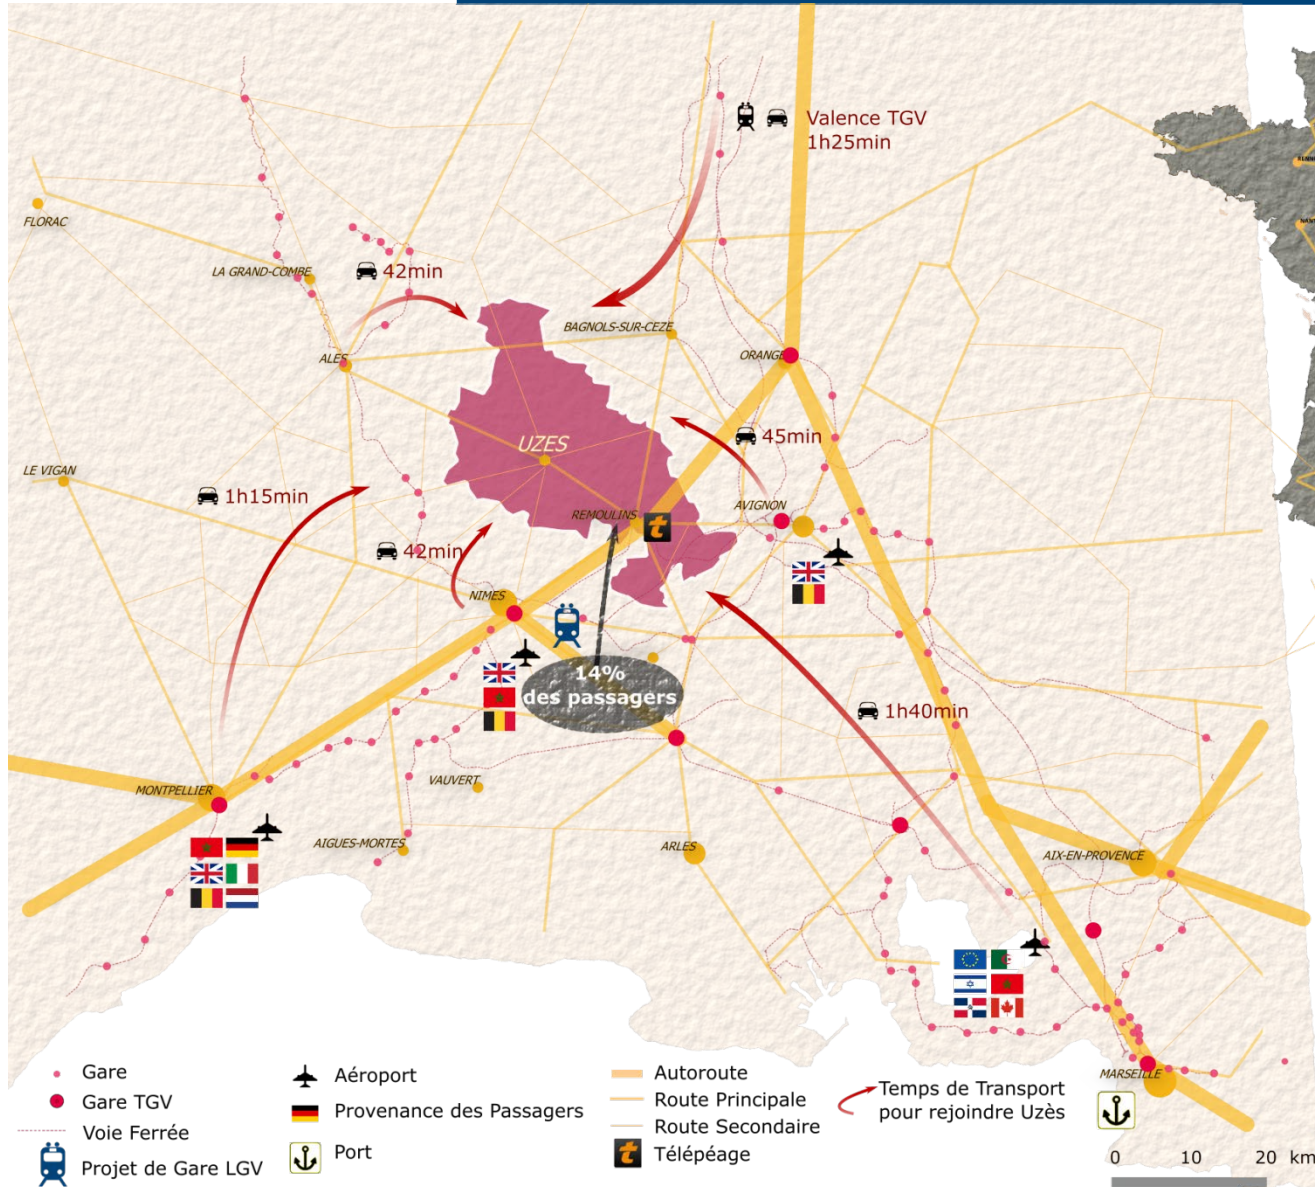 Valence TGV
1h25min
FLORAC
LA GRAND-COMBE
42min
BAGNOLS-SUR-CEZE
ORANGE
ALES
UZES
45min
LE VIGAN
1h15min
REMOULINS
t
AVIGNON
42min
NIMES
14%
des passagers
1h40min
MONTPELLIER
VAUVERT
AIGUES-MORTES
ARLES
AIX-EN-PROVENCE
MARSEILLE
Gare
Gare TGV
Voie Ferrée
Projet de Gare LGV
Aéroport
Provenance des Passagers
Port
Autoroute
Route Principale
Route Secondaire
t
Télépéage
Temps de Transport
pour rejoindre Uzès
0 10 20 km